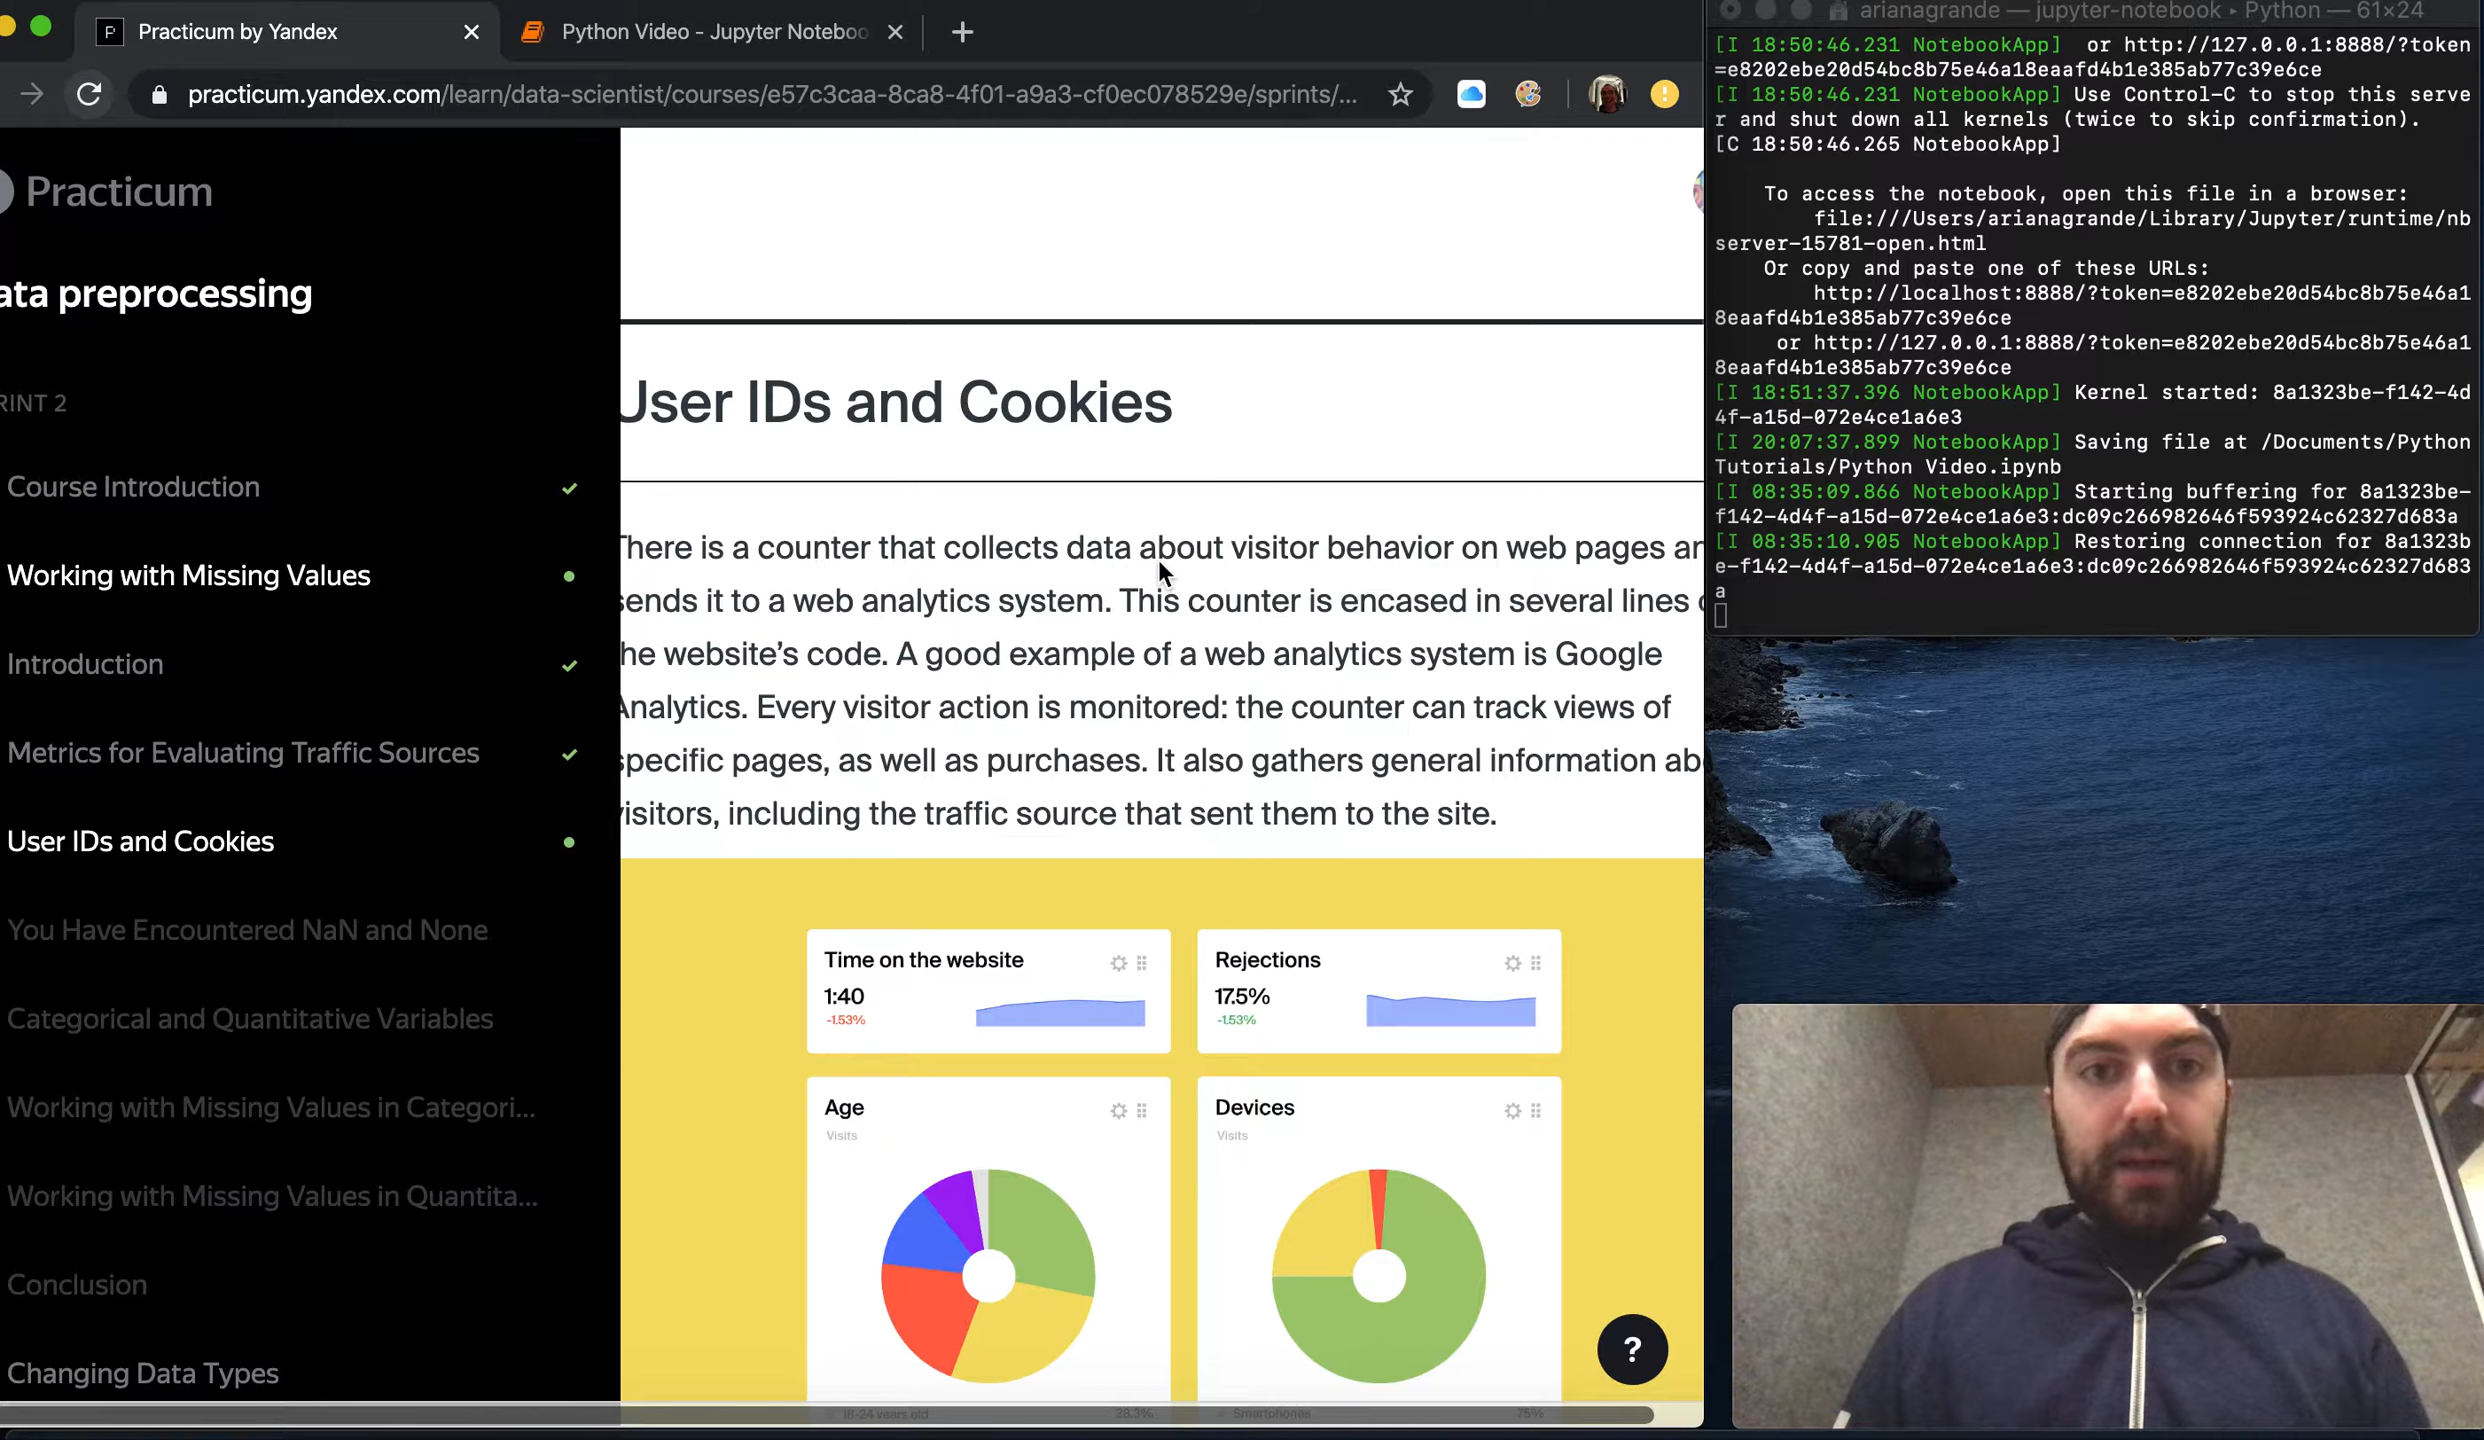 Practicum by Yandex
Python Video - Jupyter Noteboo
practicum.yandex.com/learn/data-scientist/courses/e57c3caa-8ca8-4f01-a9a3-cf0ec078529e/sprints/...
Practicum
ata preprocessing
RINT 2
Course Introduction
Working with Missing Values
Introduction
Metrics for Evaluating Traffic Sources
User IDs and Cookies
You Have Encountered NaN and None
Categorical and Quantitative Variables
Working with Missing Values in Categori...
Working with Missing Values in Quantita...
Conclusion
Changing Data Types
User IDs and Cookies
There is a counter that collects data about visitor behavior on web pages an
sends it to a web analytics system. This counter is encased in several lines o
the website's code. A good example of a web analytics system is Google
Analytics. Every visitor action is monitored: the counter can track views of
specific pages, as well as purchases. It also gathers general information abo
visitors, including the traffic source that sent them to the site.
Time on the website
1:40
-1.53%
Rejections
17.5%
-1.53%
Age
Visits
Devices
Visits
18-24 years old 28.3%
Smartphones 75%
?
arianagrande — jupyter-notebook ▸ Python — 61×24
[I 18:50:46.231 NotebookApp]  or http://127.0.0.1:8888/?token
=e8202ebe20d54bc8b75e46a18eaafd4b1e385ab77c39e6ce
[I 18:50:46.231 NotebookApp] Use Control-C to stop this serve
r and shut down all kernels (twice to skip confirmation).
[C 18:50:46.265 NotebookApp]
To access the notebook, open this file in a browser:
file:///Users/arianagrande/Library/Jupyter/runtime/nb
server-15781-open.html
Or copy and paste one of these URLs:
http://localhost:8888/?token=e8202ebe20d54bc8b75e46a1
8eaafd4b1e385ab77c39e6ce
or http://127.0.0.1:8888/?token=e8202ebe20d54bc8b75e46a1
8eaafd4b1e385ab77c39e6ce
[I 18:51:37.396 NotebookApp] Kernel started: 8a1323be-f142-4d
4f-a15d-072e4ce1a6e3
[I 20:07:37.899 NotebookApp] Saving file at /Documents/Python
Tutorials/Python Video.ipynb
[I 08:35:09.866 NotebookApp] Starting buffering for 8a1323be-
f142-4d4f-a15d-072e4ce1a6e3:dc09c266982646f593924c62327d683a
[I 08:35:10.905 NotebookApp] Restoring connection for 8a1323b
e-f142-4d4f-a15d-072e4ce1a6e3:dc09c266982646f593924c62327d683
a